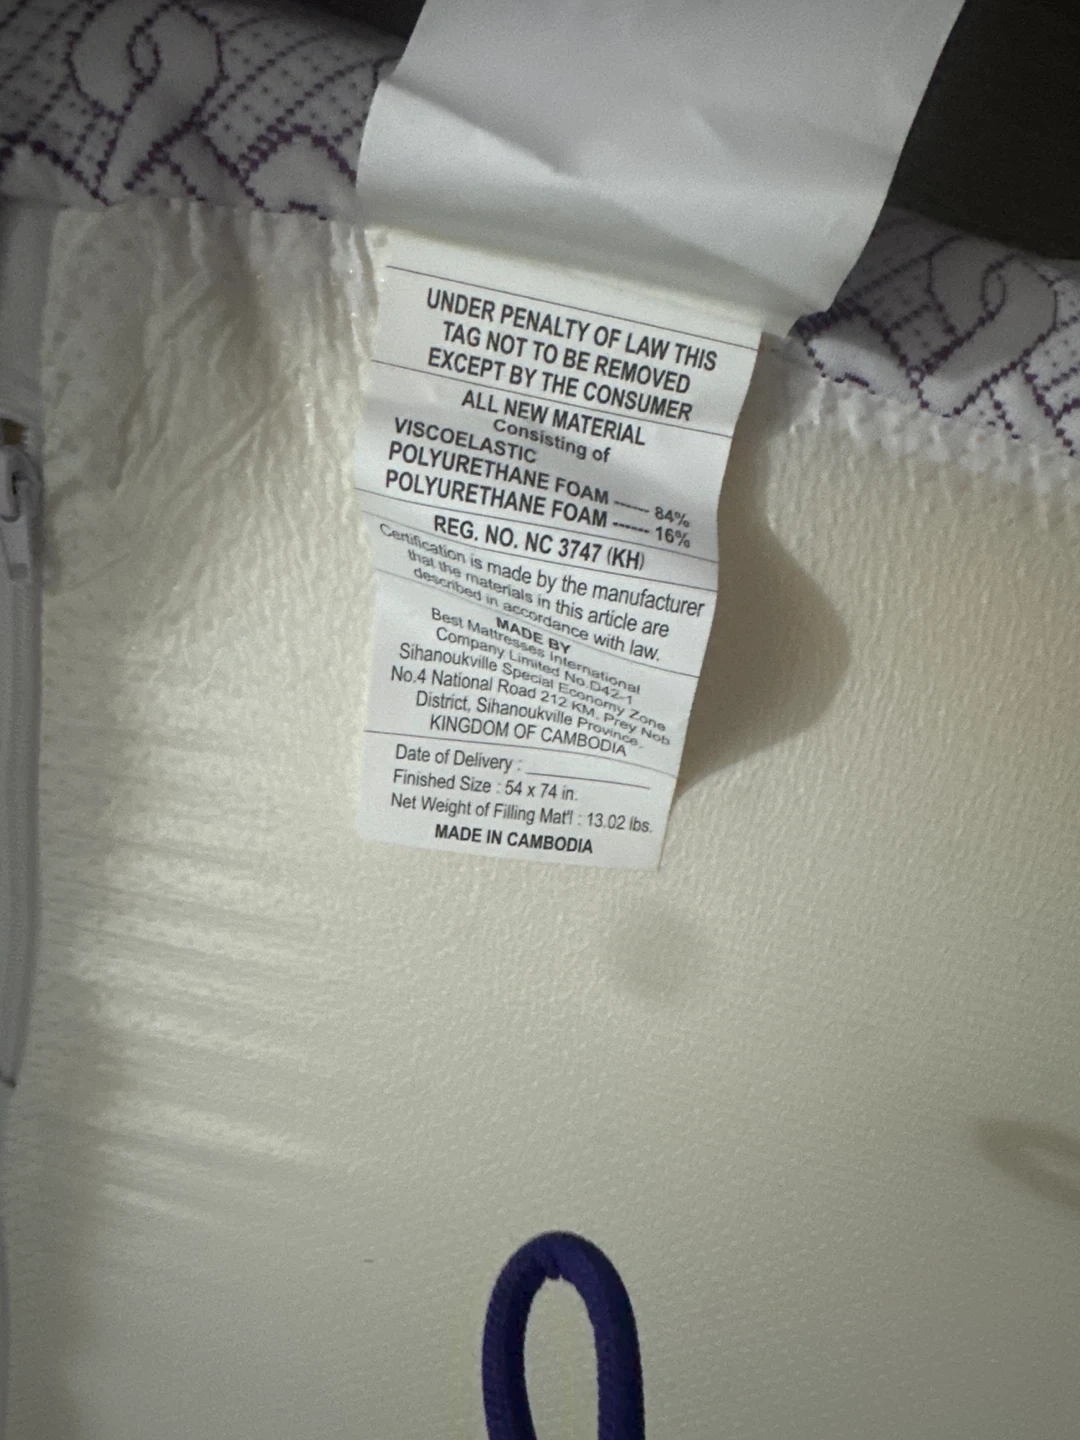 UNDER PENALTY OF LAW THIS
TAG NOT TO BE REMOVED
EXCEPT BY THE CONSUMER
ALL NEW MATERIAL
Consisting of
VISCOELASTIC
POLYURETHANE FOAM ------ 84%
POLYURETHANE FOAM ------ 16%
REG. NO. NC 3747 (KH)
Certification is made by the manufacturer
that the materials in this article are
described in accordance with law.
MADE BY
Best Mattresses International
Company Limited No.D42-1
Sihanoukville Special Economy Zone
No.4 National Road 212 KM. Prey Nob
District, Sihanoukville Province.
KINGDOM OF CAMBODIA
Date of Delivery : ____________
Finished Size : 54 x 74 in.
Net Weight of Filling Mat'l : 13.02 lbs.
MADE IN CAMBODIA